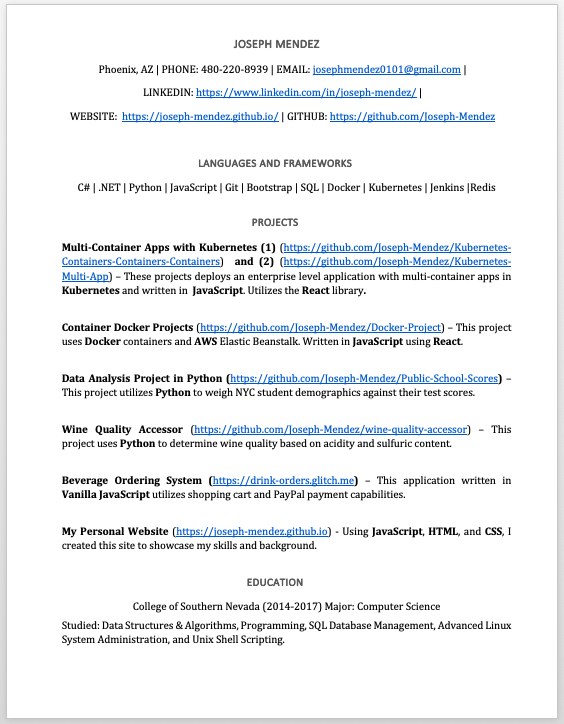 JOSEPH MENDEZ
Phoenix, AZ | PHONE: 480-220-8939 | EMAIL: josephmendez0101@gmail.com |
LINKEDIN: https://www.linkedin.com/in/joseph-mendez/ |
WEBSITE: https://joseph-mendez.github.io/ | GITHUB: https://github.com/Joseph-Mendez
LANGUAGES AND FRAMEWORKS
C# | .NET | Python | JavaScript | Git | Bootstrap | SQL | Docker | Kubernetes | Jenkins |Redis
PROJECTS
Multi-Container Apps with Kubernetes (1) (https://github.com/Joseph-Mendez/Kubernetes-
Containers-Containers-Containers) and (2) (https://github.com/Joseph-Mendez/Kubernetes-
Multi-App) – These projects deploys an enterprise level application with multi-container apps in
Kubernetes and written in JavaScript. Utilizes the React library.
Container Docker Projects (https://github.com/Joseph-Mendez/Docker-Project) – This project
uses Docker containers and AWS Elastic Beanstalk. Written in JavaScript using React.
Data Analysis Project in Python (https://github.com/Joseph-Mendez/Public-School-Scores) –
This project utilizes Python to weigh NYC student demographics against their test scores.
Wine Quality Accessor (https://github.com/Joseph-Mendez/wine-quality-accessor) – This
project uses Python to determine wine quality based on acidity and sulfuric content.
Beverage Ordering System (https://drink-orders.glitch.me) – This application written in
Vanilla JavaScript utilizes shopping cart and PayPal payment capabilities.
My Personal Website (https://joseph-mendez.github.io) - Using JavaScript, HTML, and CSS, I
created this site to showcase my skills and background.
EDUCATION
College of Southern Nevada (2014-2017) Major: Computer Science
Studied: Data Structures & Algorithms, Programming, SQL Database Management, Advanced Linux
System Administration, and Unix Shell Scripting.